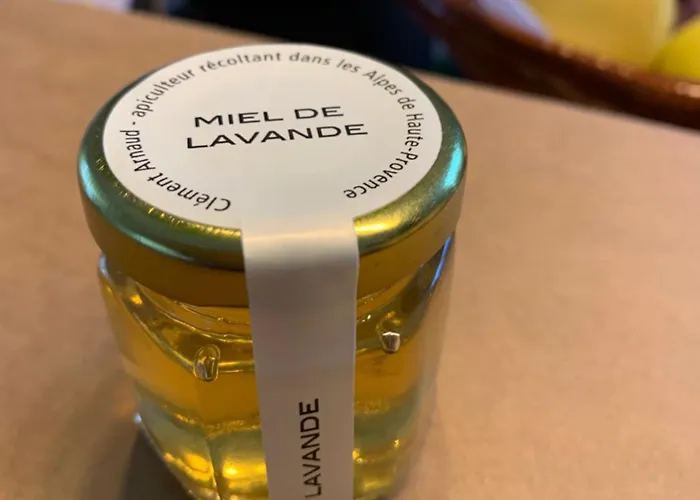 Clément Arnaud - apiculteur récoltant dans les Alpes de Haute-Provence
MIEL DE
LAVANDE
LAVANDE